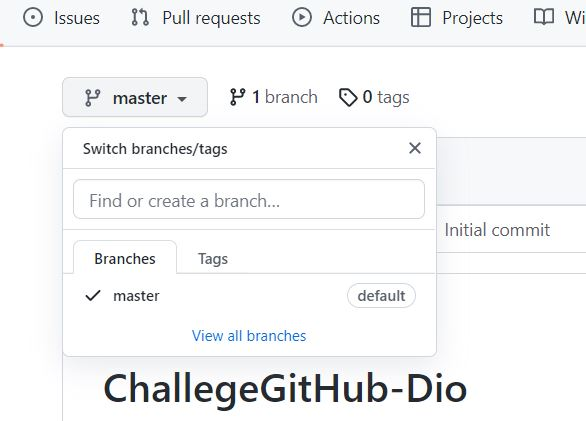 Issues Pull requests Actions Projects Wi
master 1 branch 0 tags
Switch branches/tags
Find or create a branch...
Initial commit
Branches Tags
master default
View all branches
ChallegeGitHub-Dio